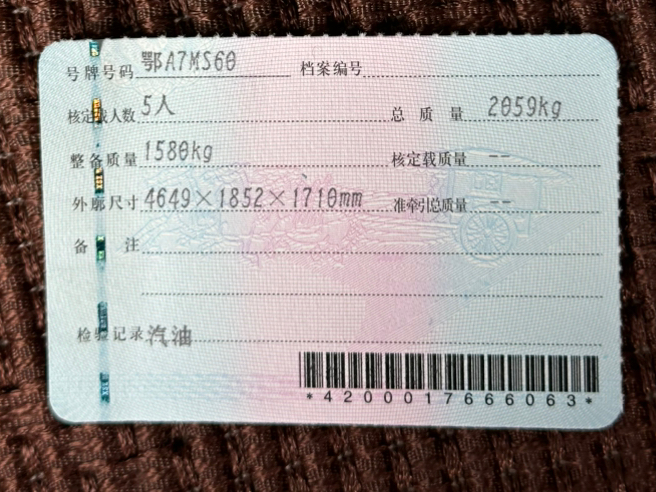 号牌号码 鄂A7MS60 档案编号
核定载人数 5人 总质量 2059kg
整备质量 1580kg 核定载质量 --
外廓尺寸 4649×1852×1710mm 准牵引总质量 --
备注
检验记录 汽油
*4200017666063*